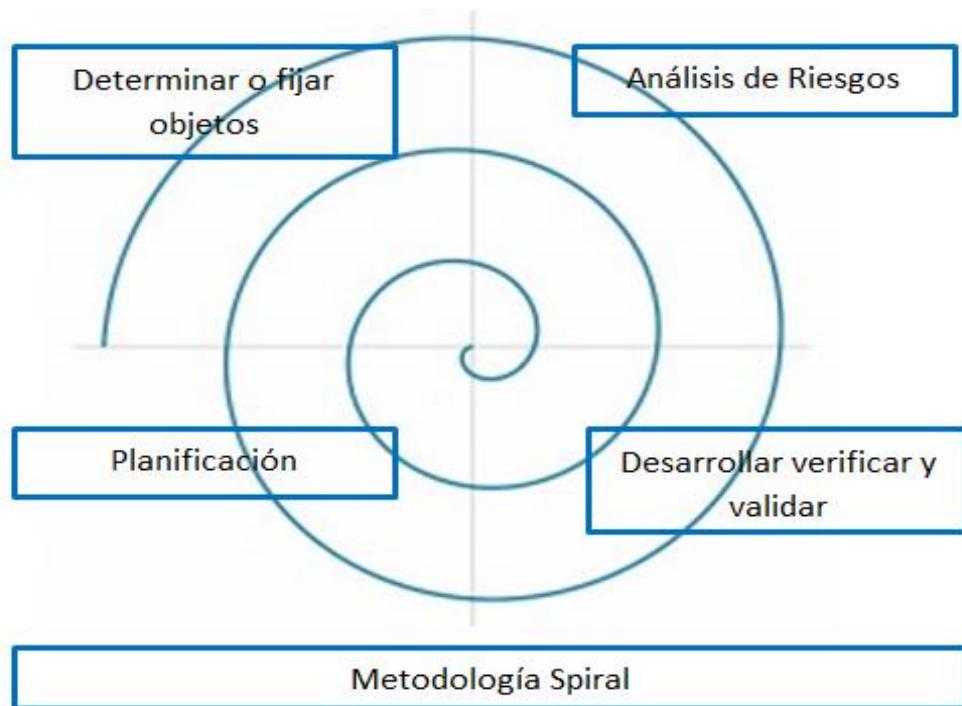 Determinar o fijar
objetos
Análisis de Riesgos
Planificación
Desarrollar verificar y
validar
Metodología Spiral